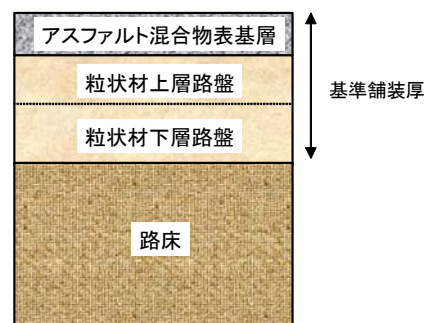 アスファルト混合物表基層
粒状材上層路盤
基準舗装厚
粒状材下層路盤
路床